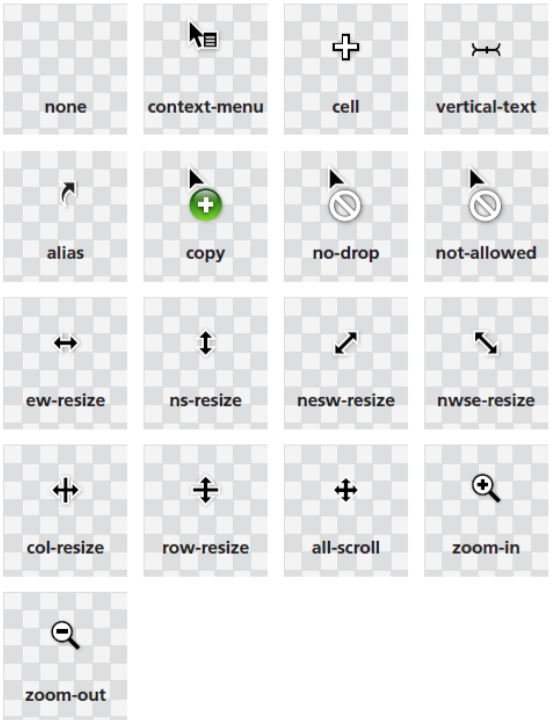 none
context-menu
cell
vertical-text
alias
copy
no-drop
not-allowed
ew-resize
ns-resize
nesw-resize
nwse-resize
col-resize
row-resize
all-scroll
zoom-in
zoom-out